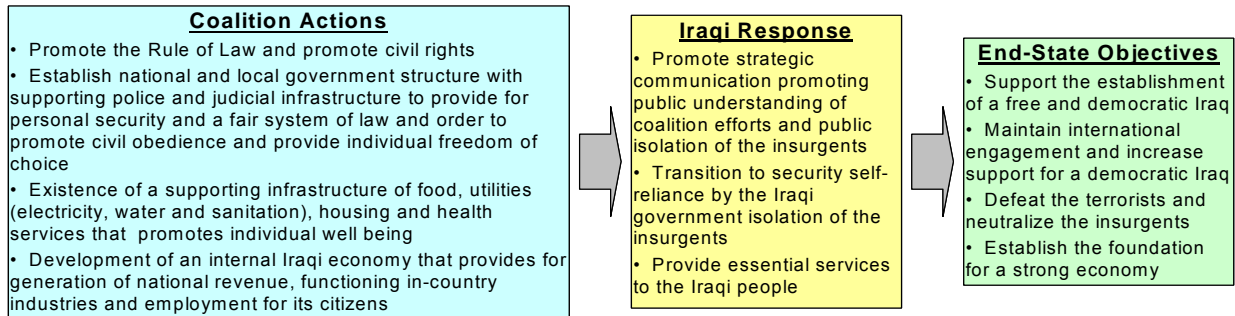 Coalition Actions
• Promote the Rule of Law and promote civil rights
• Establish national and local government structure with
supporting police and judicial infrastructure to provide for
personal security and a fair system of law and order to
promote civil obedience and provide individual freedom of
choice
• Existence of a supporting infrastructure of food, utilities
(electricity, water and sanitation), housing and health
services that promotes individual well being
• Development of an internal Iraqi economy that provides for
generation of national revenue, functioning in-country
industries and employment for its citizens
Iraqi Response
• Promote strategic
communication promoting
public understanding of
coalition efforts and public
isolation of the insurgents
• Transition to security self-
reliance by the Iraqi
government isolation of the
insurgents
• Provide essential services
to the Iraqi people
End-State Objectives
• Support the establishment
of a free and democratic Iraq
• Maintain international
engagement and increase
support for a democratic Iraq
• Defeat the terrorists and
neutralize the insurgents
• Establish the foundation
for a strong economy